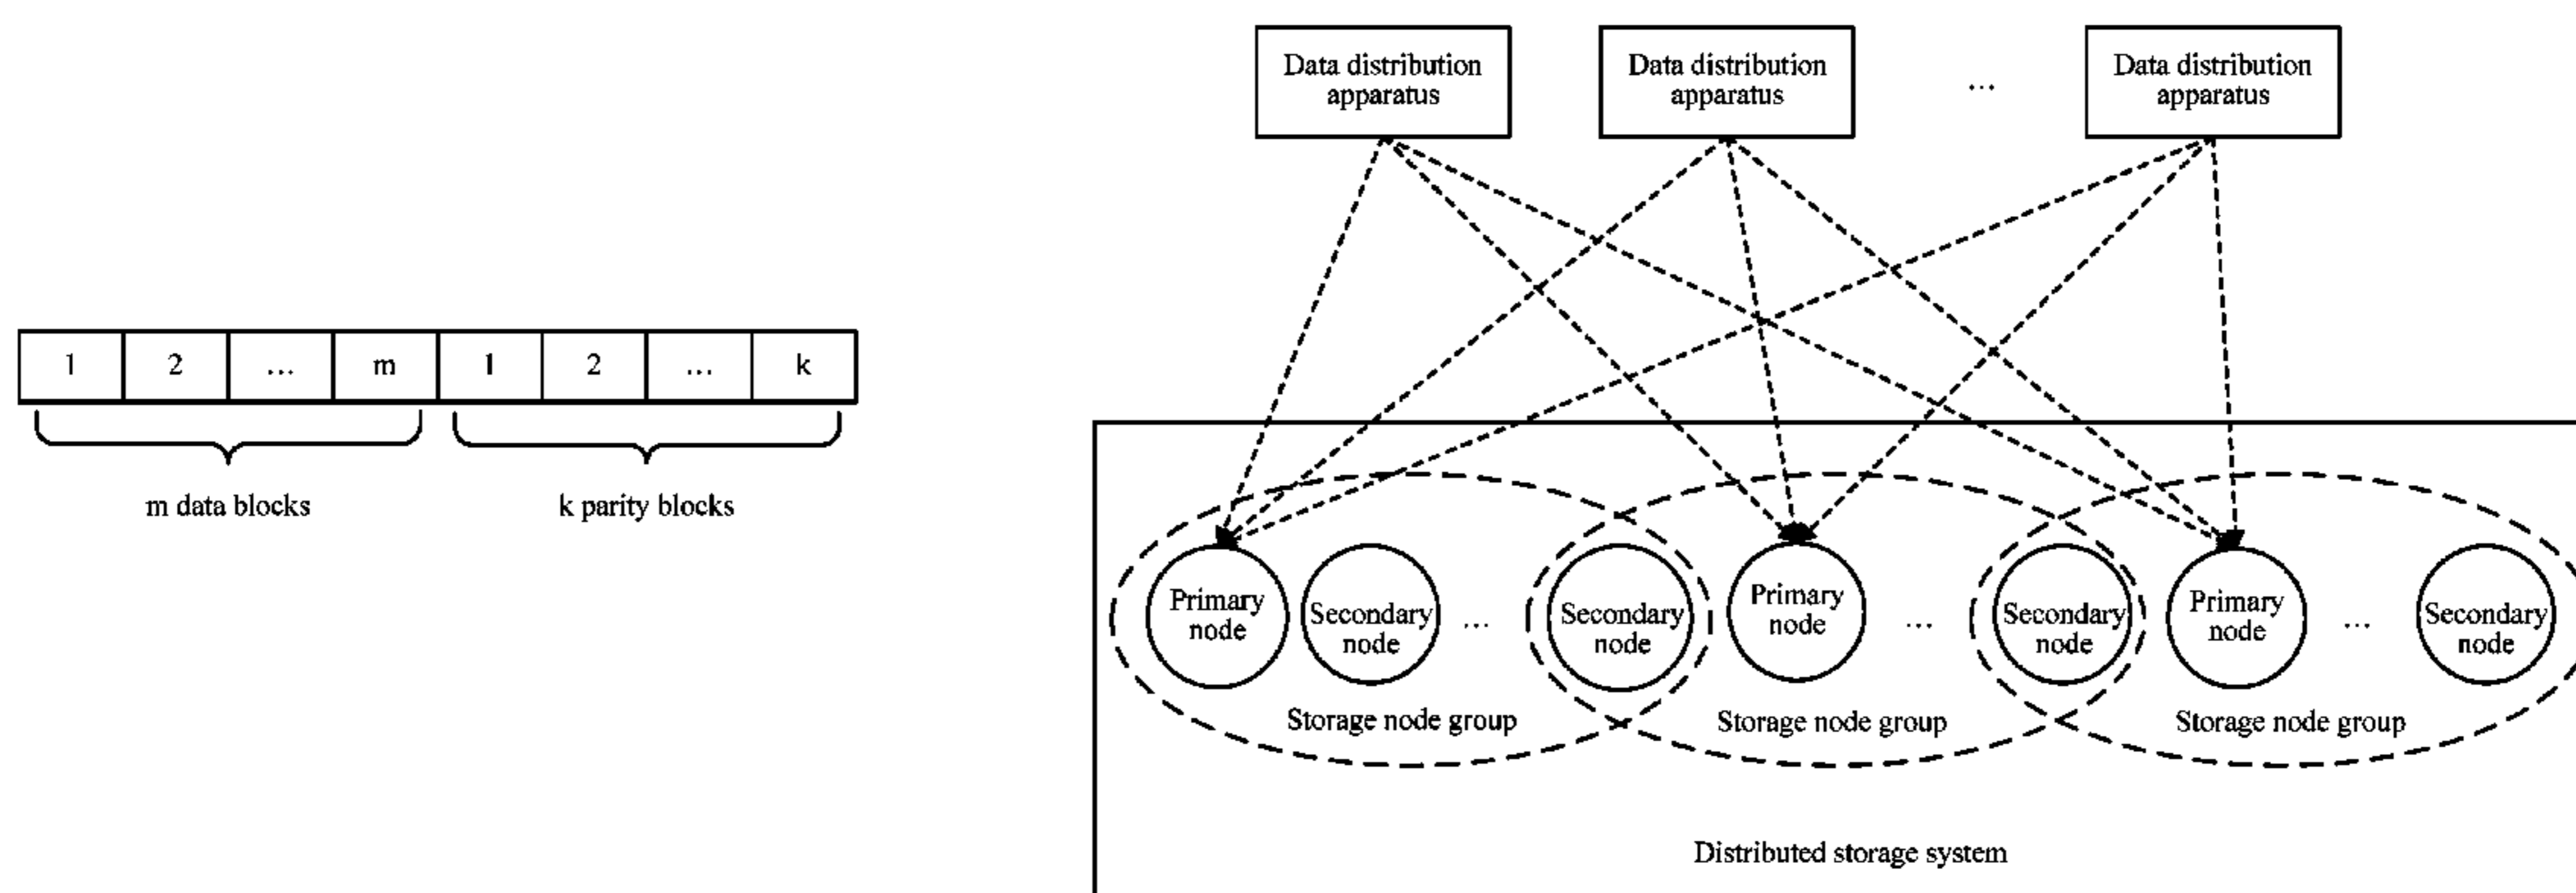 1 2 ... m 1 2 ... k
m data blocks
k parity blocks
Data distribution
apparatus
Data distribution
apparatus
...
Data distribution
apparatus
Primary
node
Secondary
node
...
Secondary
node
Primary
node
...
Secondary
node
Primary
node
...
Secondary
node
Storage node group
Storage node group
Storage node group
Distributed storage system